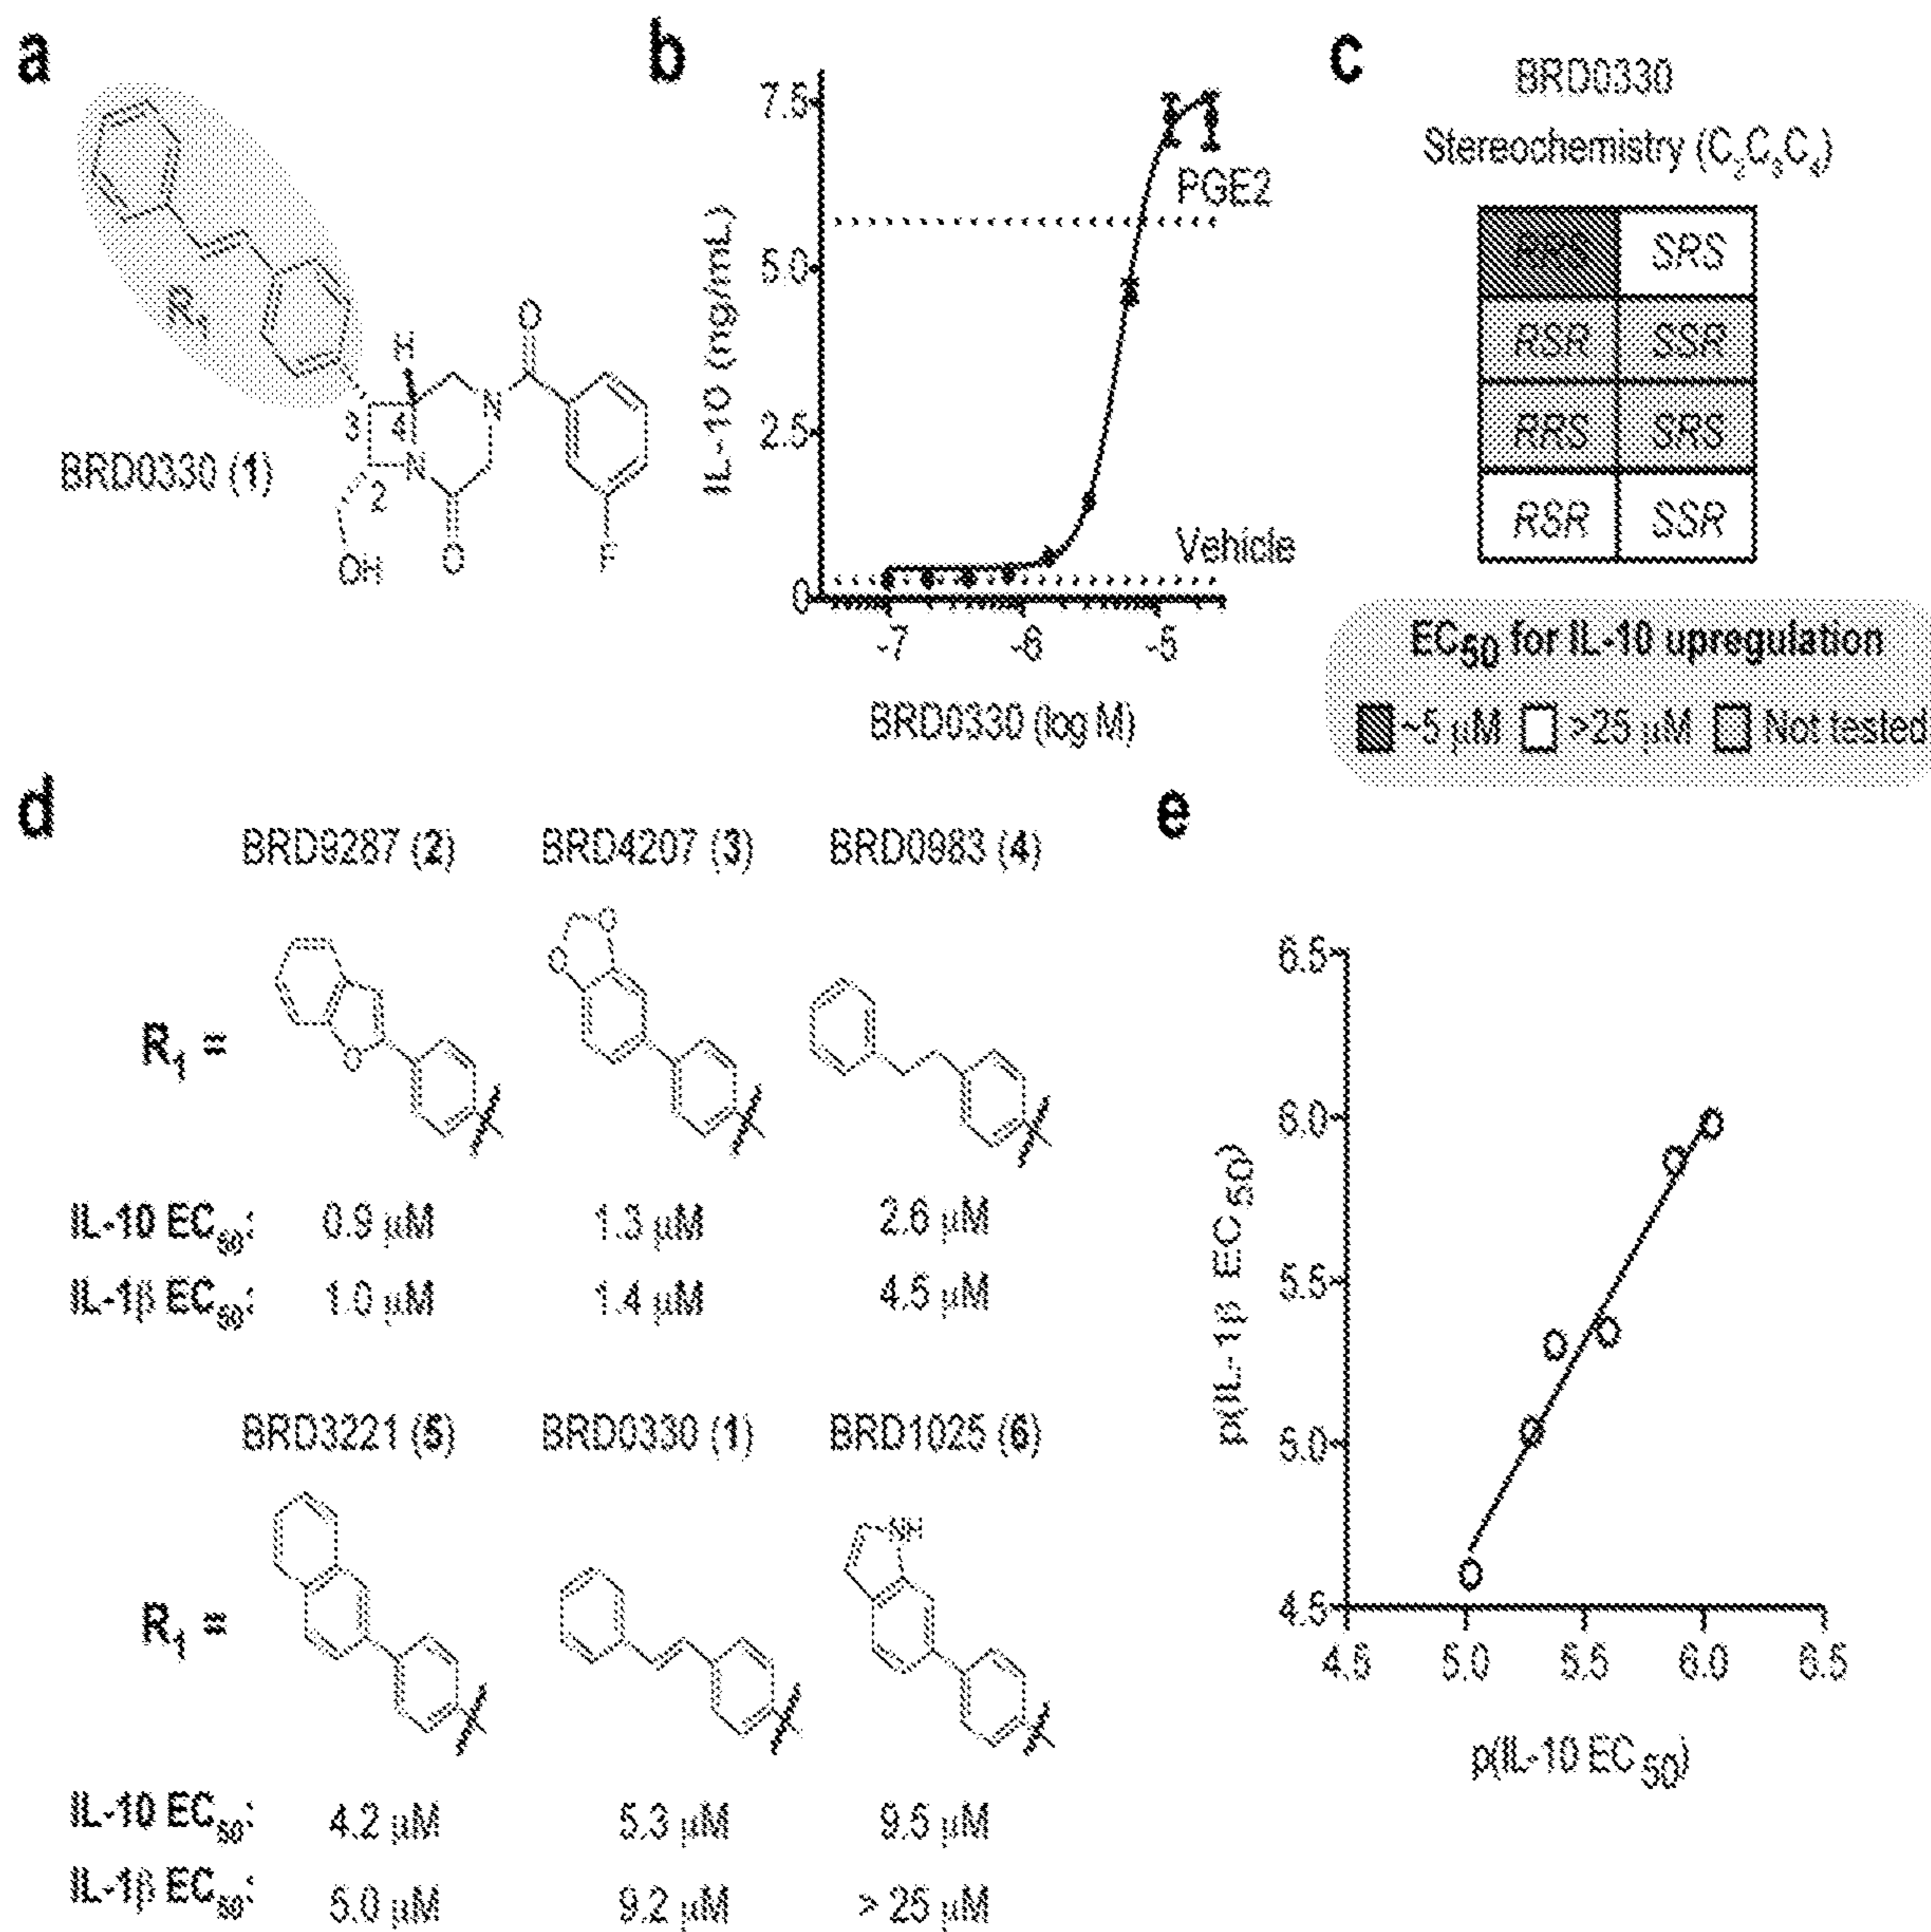 a
R1
H
O
N
3
4
N
2
OH
O
F
BRD0330 (1)
b
7.5
5.0
2.5
0
IL-10 (ng/mL)
PGE2
Vehicle
-7
-6
-5
BRD0330 (log M)
c
BRD0330
Stereochemistry (C2C3C4)
RRS SRS
RSR SSR
RRS SRS
RSR SSR
EC50 for IL-10 upregulation
~5 µM >25 µM Not tested
d
BRD9287 (2) BRD4207 (3) BRD0983 (4)
O
O
O
R1 =
IL-10 EC50: 0.9 µM 1.3 µM 2.6 µM
IL-1β EC50: 1.0 µM 1.4 µM 4.5 µM
BRD3221 (5) BRD0330 (1) BRD1025 (6)
NH
R1 =
IL-10 EC50: 4.2 µM 5.3 µM 9.5 µM
IL-1β EC50: 5.0 µM 9.2 µM > 25 µM
e
6.5
6.0
5.5
5.0
4.5
p(IL-1β EC50)
4.5 5.0 5.5 6.0 6.5
p(IL-10 EC50)